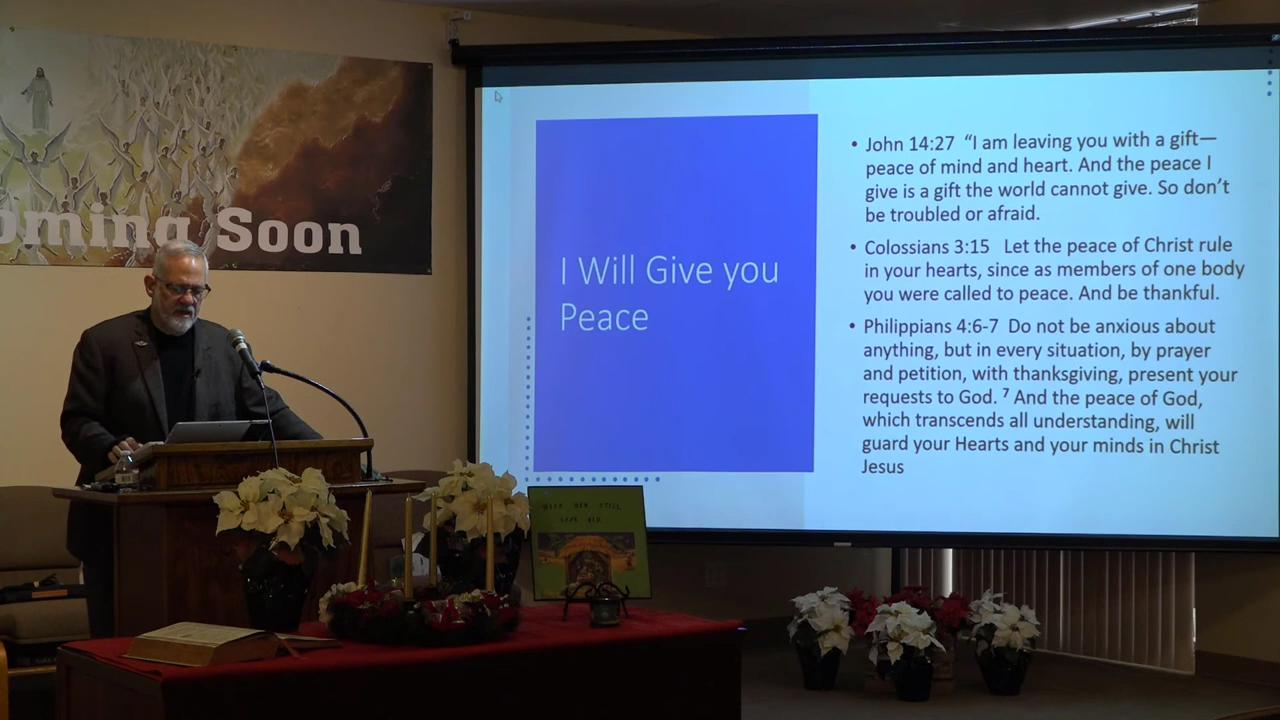 oming Soon
I Will Give you
Peace
• John 14:27 “I am leaving you with a gift—
peace of mind and heart. And the peace I
give is a gift the world cannot give. So don’t
be troubled or afraid.
• Colossians 3:15 Let the peace of Christ rule
in your hearts, since as members of one body
you were called to peace. And be thankful.
• Philippians 4:6-7 Do not be anxious about
anything, but in every situation, by prayer
and petition, with thanksgiving, present your
requests to God. ⁷ And the peace of God,
which transcends all understanding, will
guard your Hearts and your minds in Christ
Jesus
WISE MEN STILL
SEEK HIM